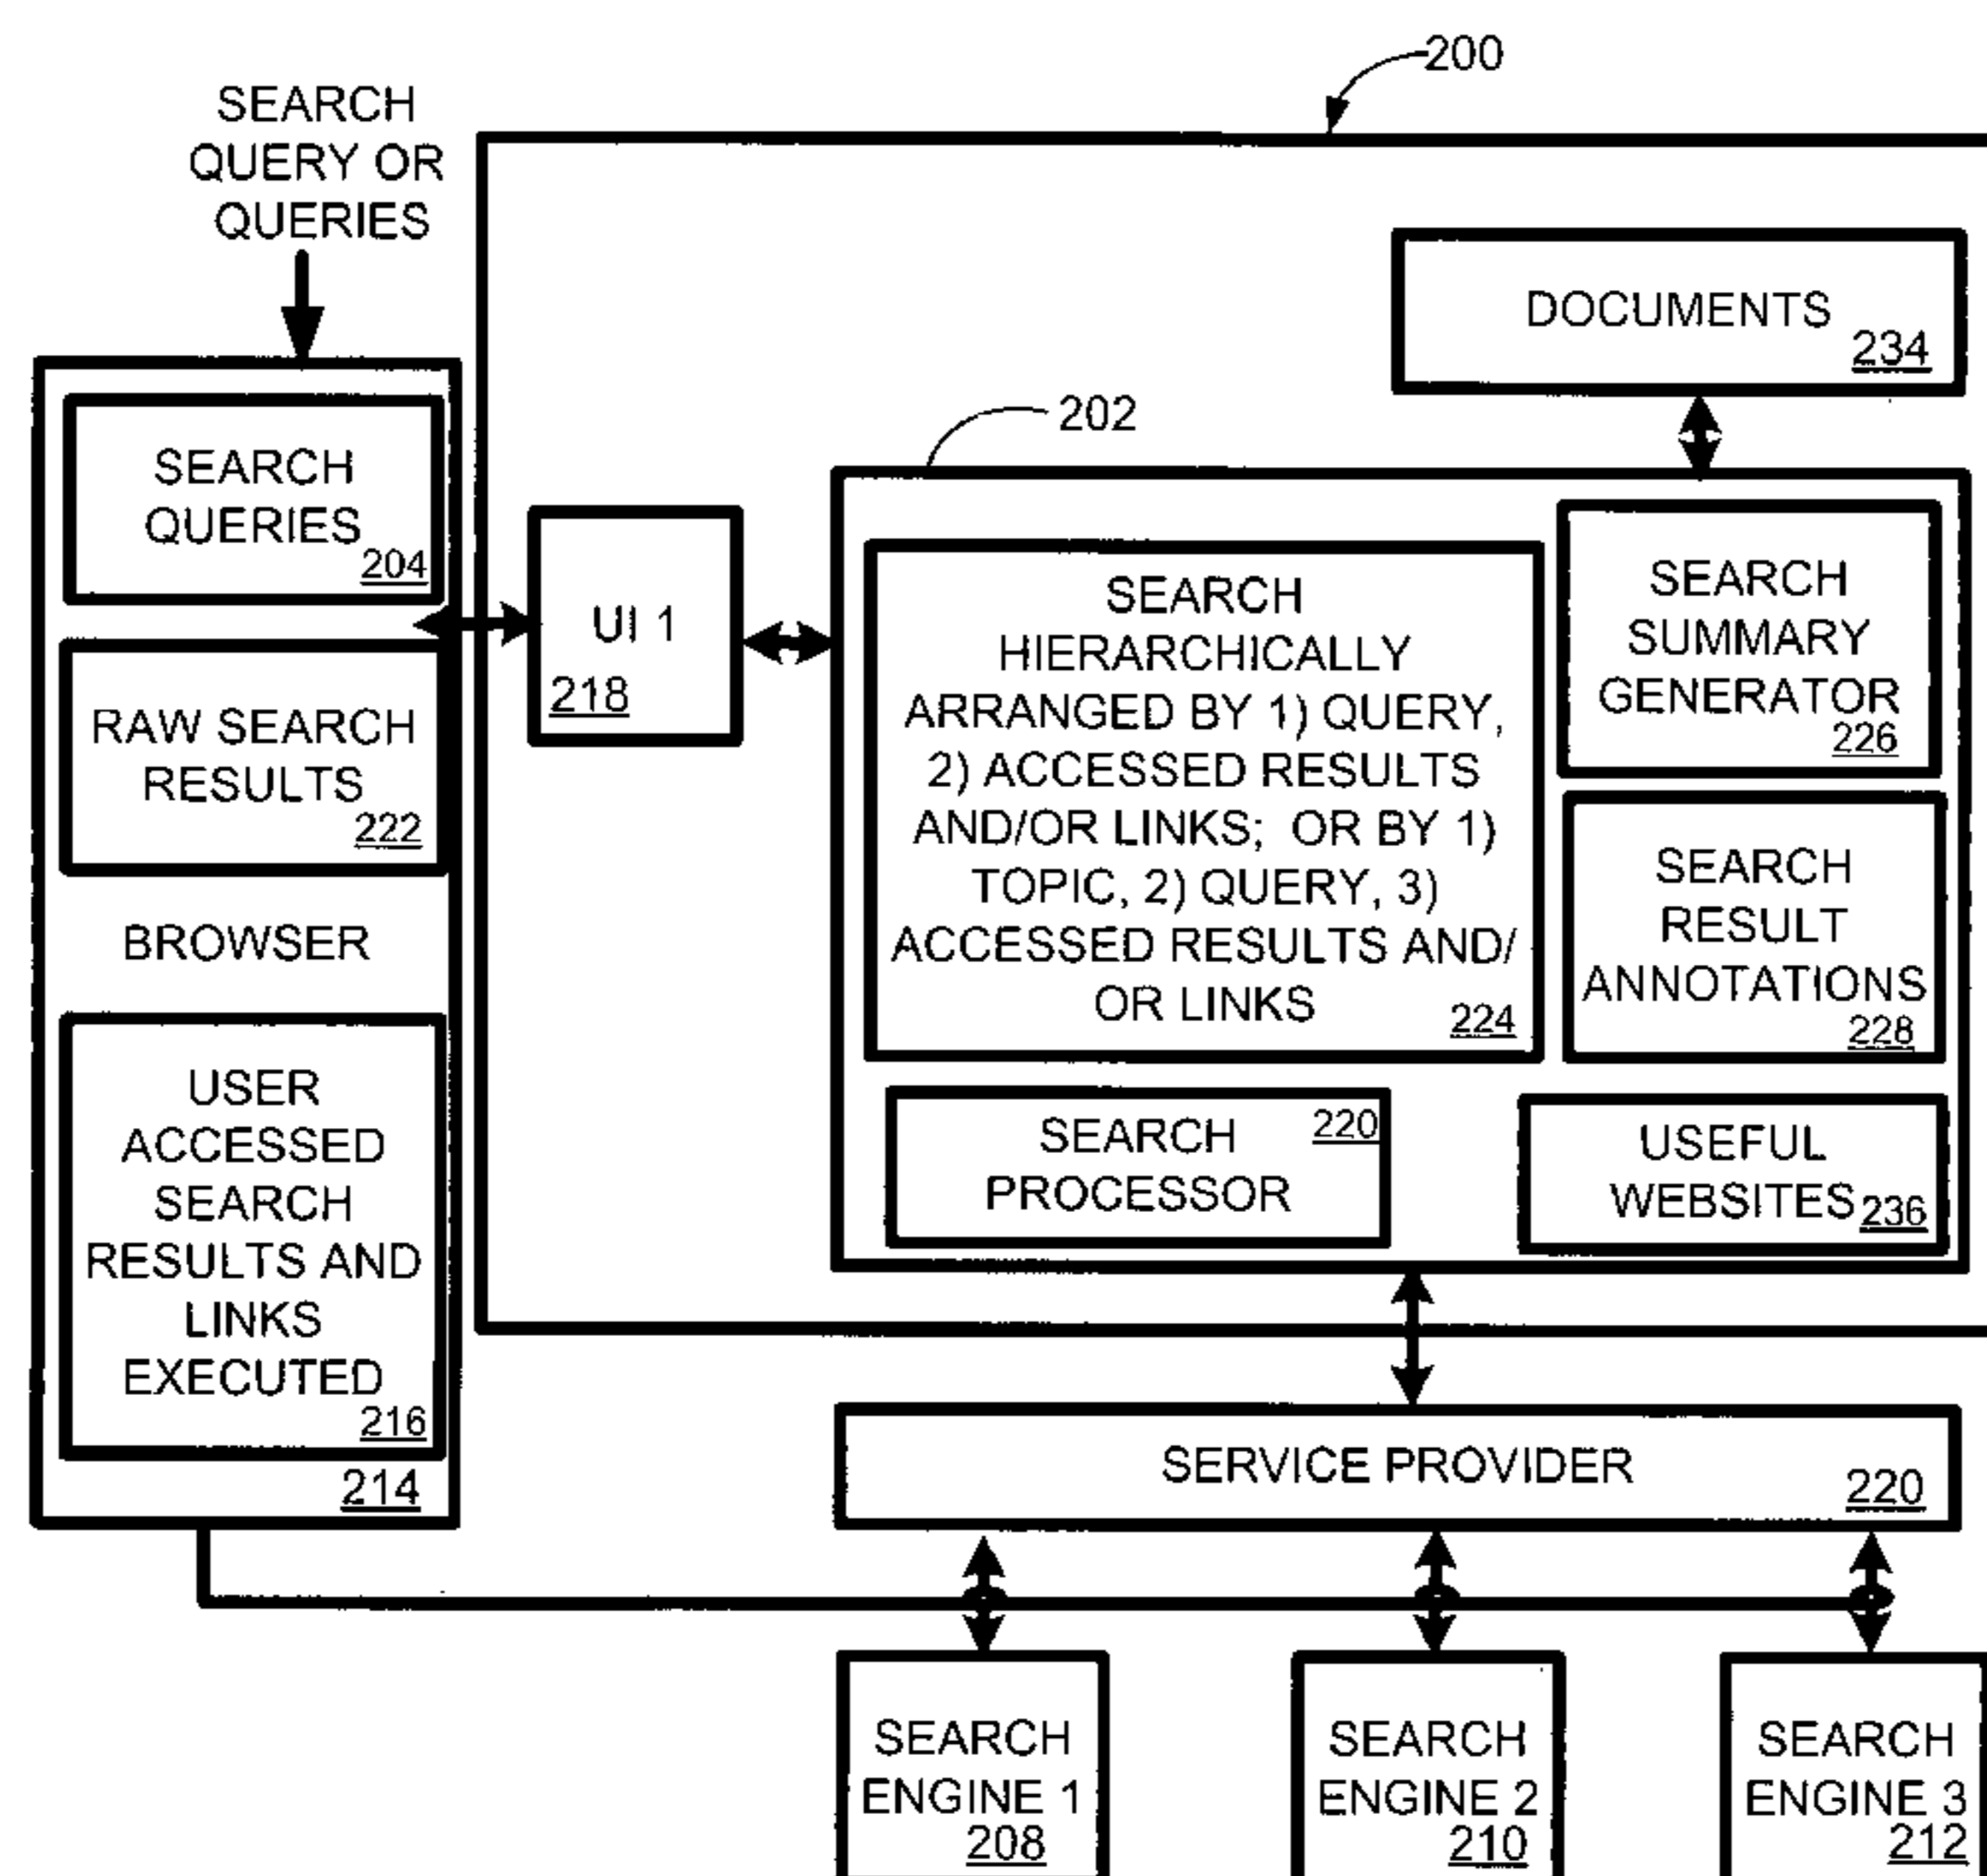 200
SEARCH
QUERY OR
QUERIES
DOCUMENTS
234
202
SEARCH
QUERIES
204
RAW SEARCH
RESULTS
222
BROWSER
USER
ACCESSED
SEARCH
RESULTS AND
LINKS
EXECUTED
216
214
UI 1
218
SEARCH
HIERARCHICALLY
ARRANGED BY 1) QUERY,
2) ACCESSED RESULTS
AND/OR LINKS; OR BY 1)
TOPIC, 2) QUERY, 3)
ACCESSED RESULTS AND/
OR LINKS
224
SEARCH
SUMMARY
GENERATOR
226
SEARCH
RESULT
ANNOTATIONS
228
SEARCH
PROCESSOR
220
USEFUL
WEBSITES
236
SERVICE PROVIDER
220
SEARCH
ENGINE 1
208
SEARCH
ENGINE 2
210
SEARCH
ENGINE 3
212